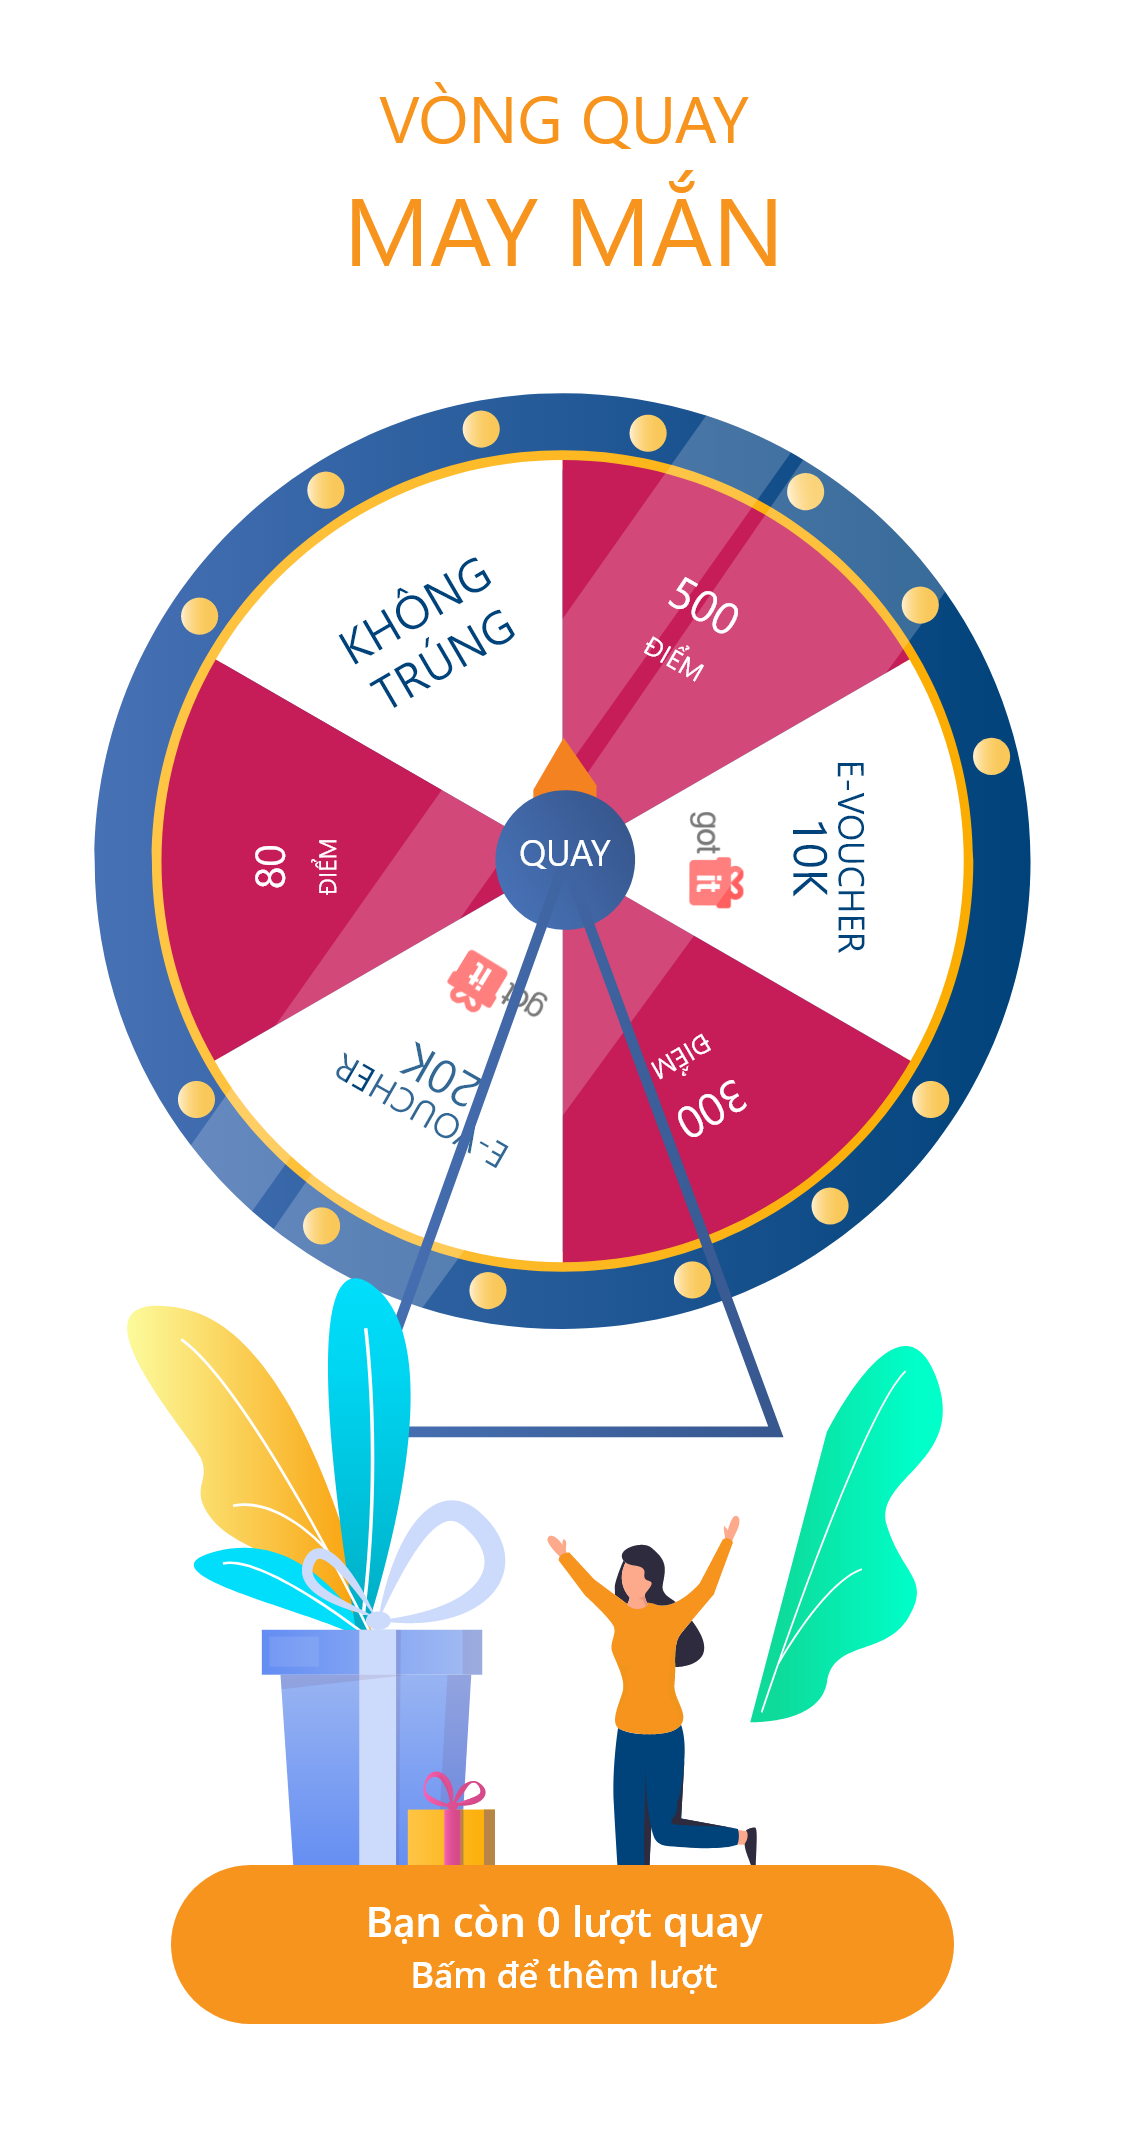 VÒNG QUAY
MAY MẮN
KHÔNG
TRÚNG
500
ĐIỂM
E-VOUCHER
10K
got
it
300
ĐIỂM
E-VOUCHER
20K
got
it
80
ĐIỂM
QUAY
Bạn còn 0 lượt quay
Bấm để thêm lượt